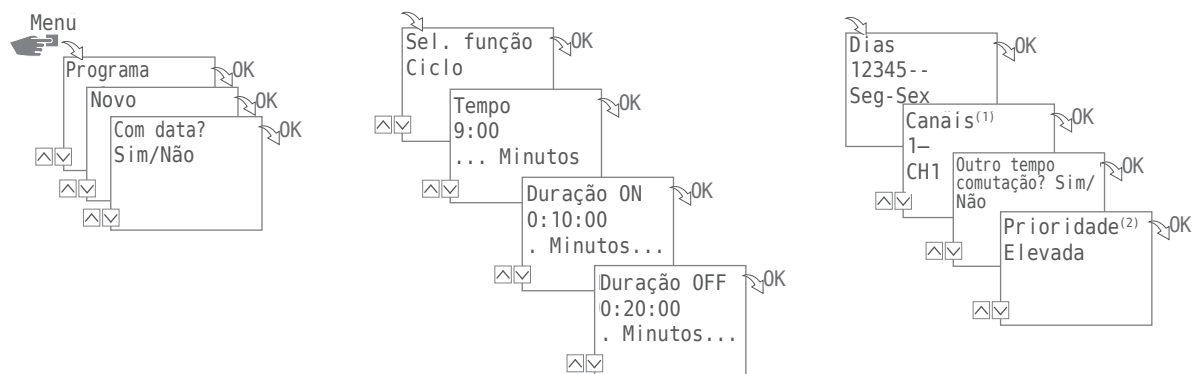 Menu
Programa
OK
Novo
OK
Com data?
Sim/Não
OK
Sel. função
Ciclo
OK
Tempo
9:00
... Minutos
OK
Duração ON
0:10:00
. Minutos...
OK
Duração OFF
0:20:00
. Minutos...
OK
Dias
12345--
Seg-Sex
OK
Canais(1)
1–
CH1
OK
Outro tempo
comutação? Sim/
Não
OK
Prioridade(2)
Elevada
OK